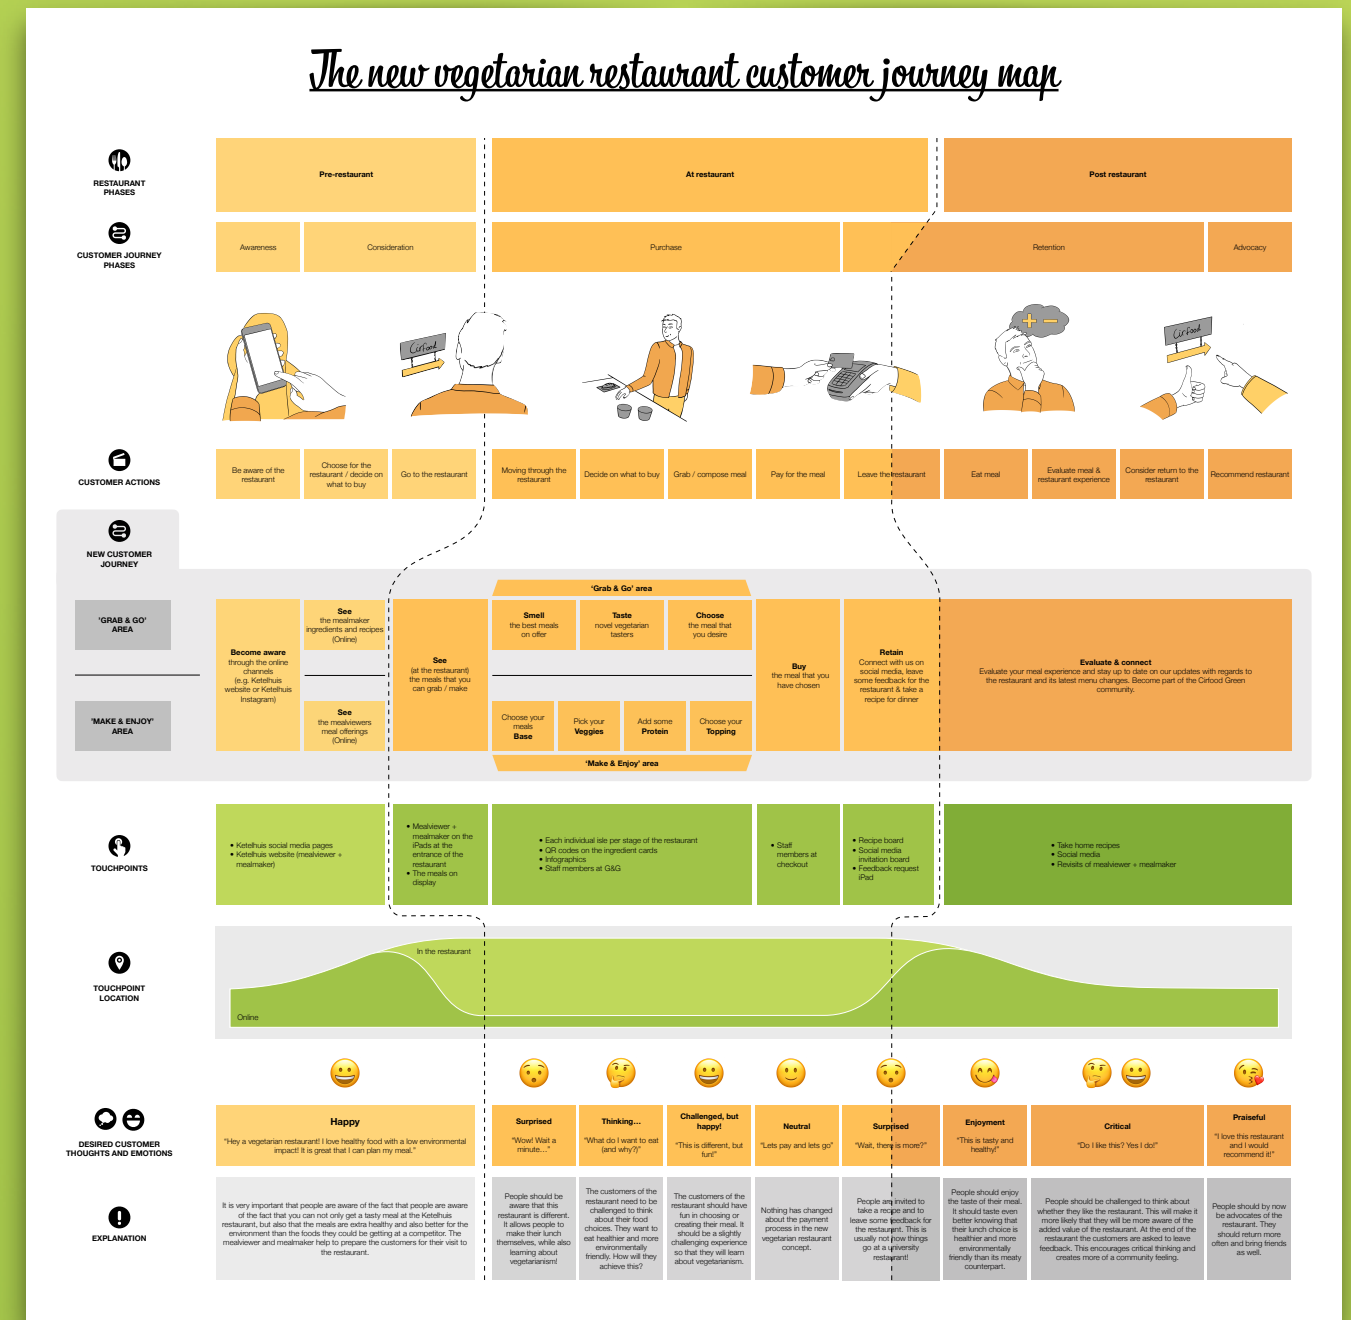 The new vegetarian restaurant customer journey map
RESTAURANT
PHASES
Pre-restaurant
At restaurant
Post restaurant
CUSTOMER JOURNEY
PHASES
Awareness
Consideration
Purchase
Retention
Advocacy
Cirfood
Cirfood
CUSTOMER ACTIONS
Be aware of the
restaurant
Choose for the
restaurant / decide on
what to buy
Go to the restaurant
Moving through the
restaurant
Decide on what to buy
Grab / compose meal
Pay for the meal
Leave the restaurant
Eat meal
Evaluate meal &
restaurant experience
Consider return to the
restaurant
Recommend restaurant
NEW CUSTOMER
JOURNEY
'GRAB & GO'
AREA
'MAKE & ENJOY'
AREA
Become aware
through the online
channels
(e.g. Ketelhuis
website or Ketelhuis
Instagram)
See
the mealmaker
ingredients and recipes
(Online)
See
the mealviewers
meal offerings
(Online)
See
(at the restaurant)
the meals that you
can grab / make
'Grab & Go' area
Smell
the best meals
on offer
Taste
novel vegetarian
tasters
Choose
the meal that
you desire
Choose your
meals
Base
Pick your
Veggies
Add some
Protein
Choose your
Topping
'Make & Enjoy' area
Buy
the meal that you
have chosen
Retain
Connect with us on
social media, leave
some feedback for the
restaurant & take a
recipe for dinner
Evaluate & connect
Evaluate your meal experience and stay up to date on our updates with regards to
the restaurant and its latest menu changes. Become part of the Cirfood Green
community.
TOUCHPOINTS
• Ketelhuis social media pages
• Ketelhuis website (mealviewer +
mealmaker)
• Mealviewer +
mealmaker on the
iPads at the
entrance of the
restaurant
• The meals on
display
• Each individual isle per stage of the restaurant
• QR codes on the ingredient cards
• Infographics
• Staff members at G&G
• Staff
members at
checkout
• Recipe board
• Social media
invitation board
• Feedback request
iPad
• Take home recipes
• Social media
• Revisits of mealviewer + mealmaker
TOUCHPOINT
LOCATION
In the restaurant
Online
DESIRED CUSTOMER
THOUGHTS AND EMOTIONS
Happy
"Hey a vegetarian restaurant! I love healthy food with a low environmental
impact! It is great that I can plan my meal."
Surprised
"Wow! Wait a
minute..."
Thinking...
"What do I want to eat
(and why?)"
Challenged, but
happy!
"This is different, but
fun!"
Neutral
"Lets pay and lets go"
Surprised
"Wait, there is more?"
Enjoyment
"This is tasty and
healthy!"
Critical
"Do I like this? Yes I do!"
Praiseful
"I love this restaurant
and I would
recommend it!"
EXPLANATION
It is very important that people are aware of the fact that people are aware
of the fact that you can not only get a tasty meal at the Ketelhuis
restaurant, but also that the meals are extra healthy and also better for the
environment than the foods they could be getting at a competitor. The
mealviewer and mealmaker help to prepare the customers for their visit to
the restaurant.
People should be
aware that this
restaurant is different.
It allows people to
make their lunch
themselves, while also
learning about
vegetarianism!
The customers of the
restaurant need to be
challenged to think
about their food
choices. They want to
eat healthier and more
environmentally
friendly. How will they
achieve this?
The customers of the
restaurant should have
fun in choosing or
creating their meal. It
should be a slightly
challenging experience
so that they will learn
about vegetarianism.
Nothing has changed
about the payment
process in the new
vegetarian restaurant
concept.
People are invited to
take a recipe and to
leave some feedback for
the restaurant. This is
usually not how things
go at a university
restaurant!
People should enjoy
the taste of their meal.
It should taste even
better knowing that
their lunch choice is
healthier and more
environmentally
friendly than its meaty
counterpart.
People should be challenged to think about
whether they like the restaurant. This will make it
more likely that they will be more aware of the
added value of the restaurant. At the end of the
restaurant the customers are asked to leave
feedback. This encourages critical thinking and
creates more of a community feeling.
People should by now
be advocates of the
restaurant. They
should return more
often and bring friends
as well.